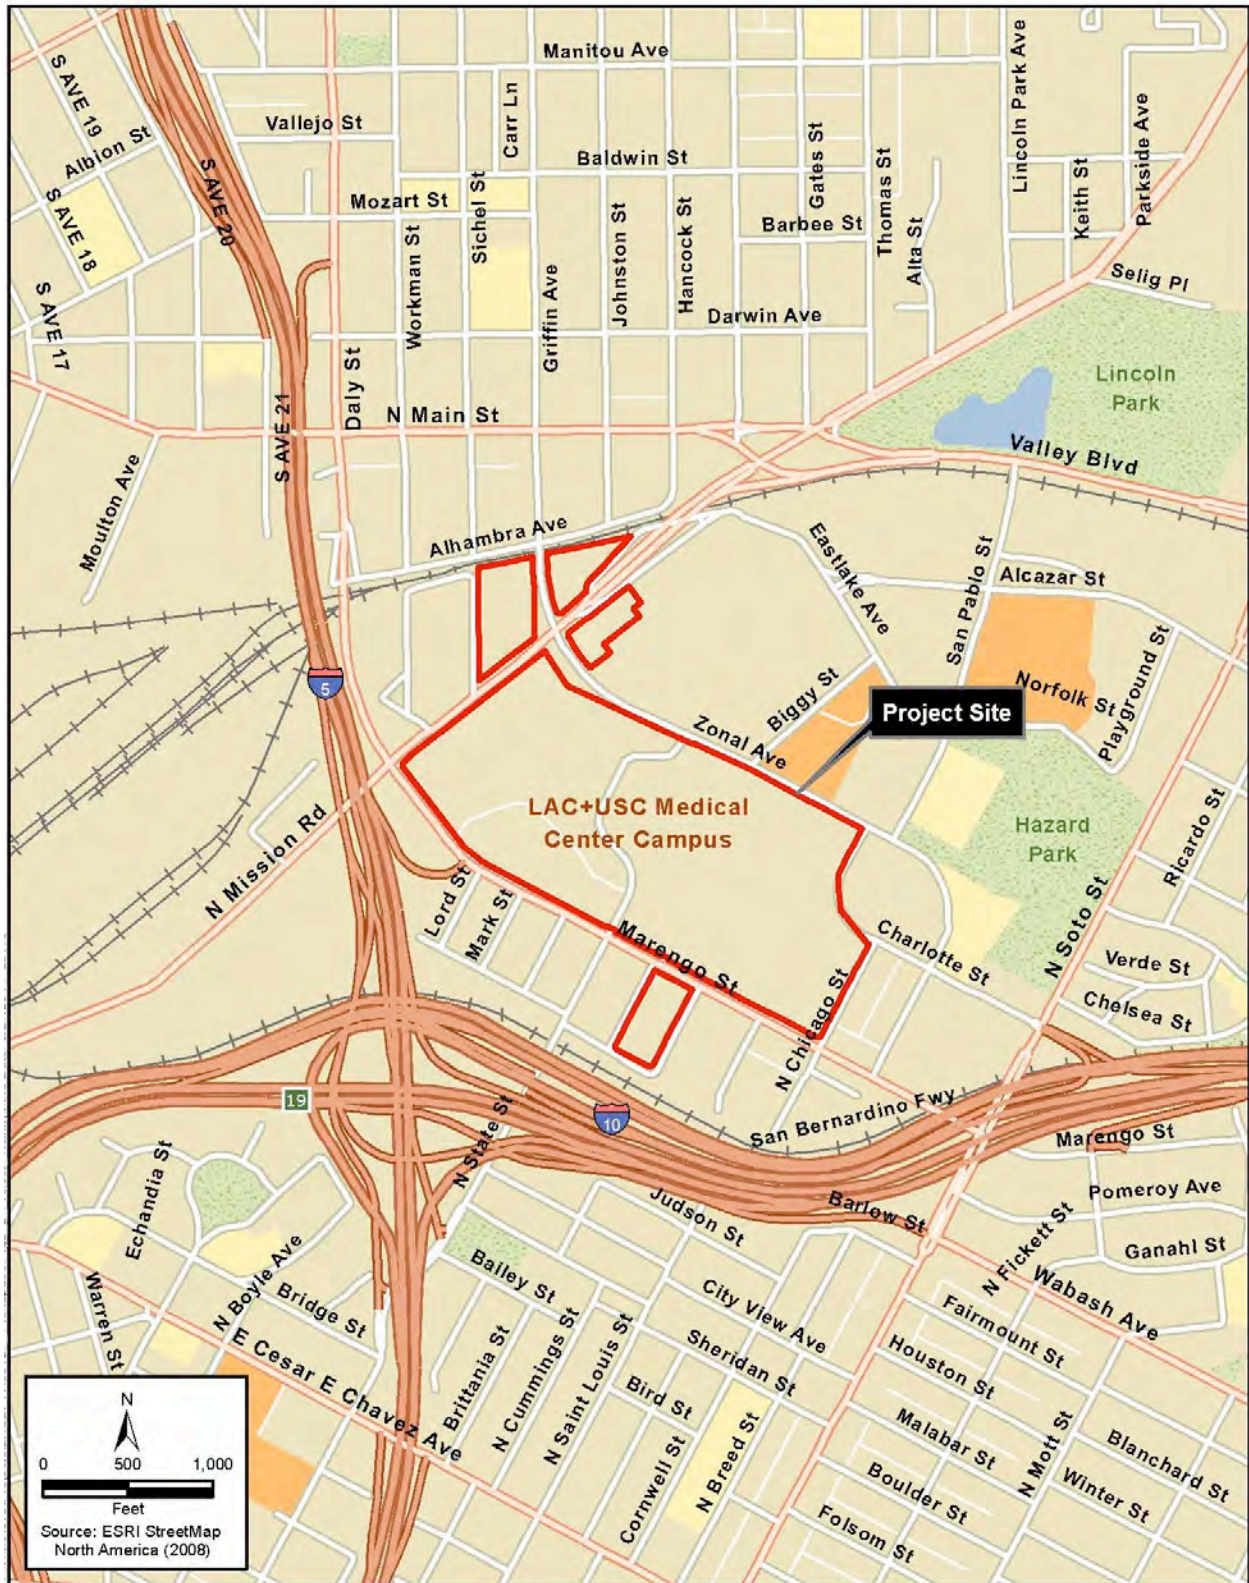 Manitou Ave
S AVE 19
Carr Ln
Lincoln Park Ave
Parkside Ave
Vallejo St
Albion St
Baldwin St
Gates St
Thomas St
S AVE 20
Mozart St
Sichel St
Keith St
S AVE 18
Workman St
Johnston St
Hancock St
Barbee St
Alta St
Griffin Ave
Selig Pl
S AVE 17
Darwin Ave
Daly St
Lincoln
Park
N Main St
S AVE 21
Valley Blvd
Moulton Ave
Alhambra Ave
Eastlake Ave
San Pablo St
Alcazar St
Playground St
5
Biggy St
Norfolk St
Project Site
Zonal Ave
LAC+USC Medical
Center Campus
Hazard
Park
Ricardo St
N Mission Rd
Lord St
Mark St
Marengo St
Charlotte St
N Soto St
Verde St
Chelsea St
N Chicago St
19
10
San Bernardino Fwy
N State St
Marengo St
Echandia St
Judson St
Barlow St
Pomeroy Ave
N Fickett St
Ganahl St
Warren St
N Boyle Ave
Bridge St
Bailey St
City View Ave
Wabash Ave
Fairmount St
E Cesar E Chavez Ave
Brittania St
N Cummings St
N Saint Louis St
Sheridan St
Houston St
Bird St
Malabar St
N Mott St
Blanchard St
Cornwell St
N Breed St
Boulder St
Winter St
Folsom St
N
0 500 1,000
Feet
Source: ESRI StreetMap
North America (2008)